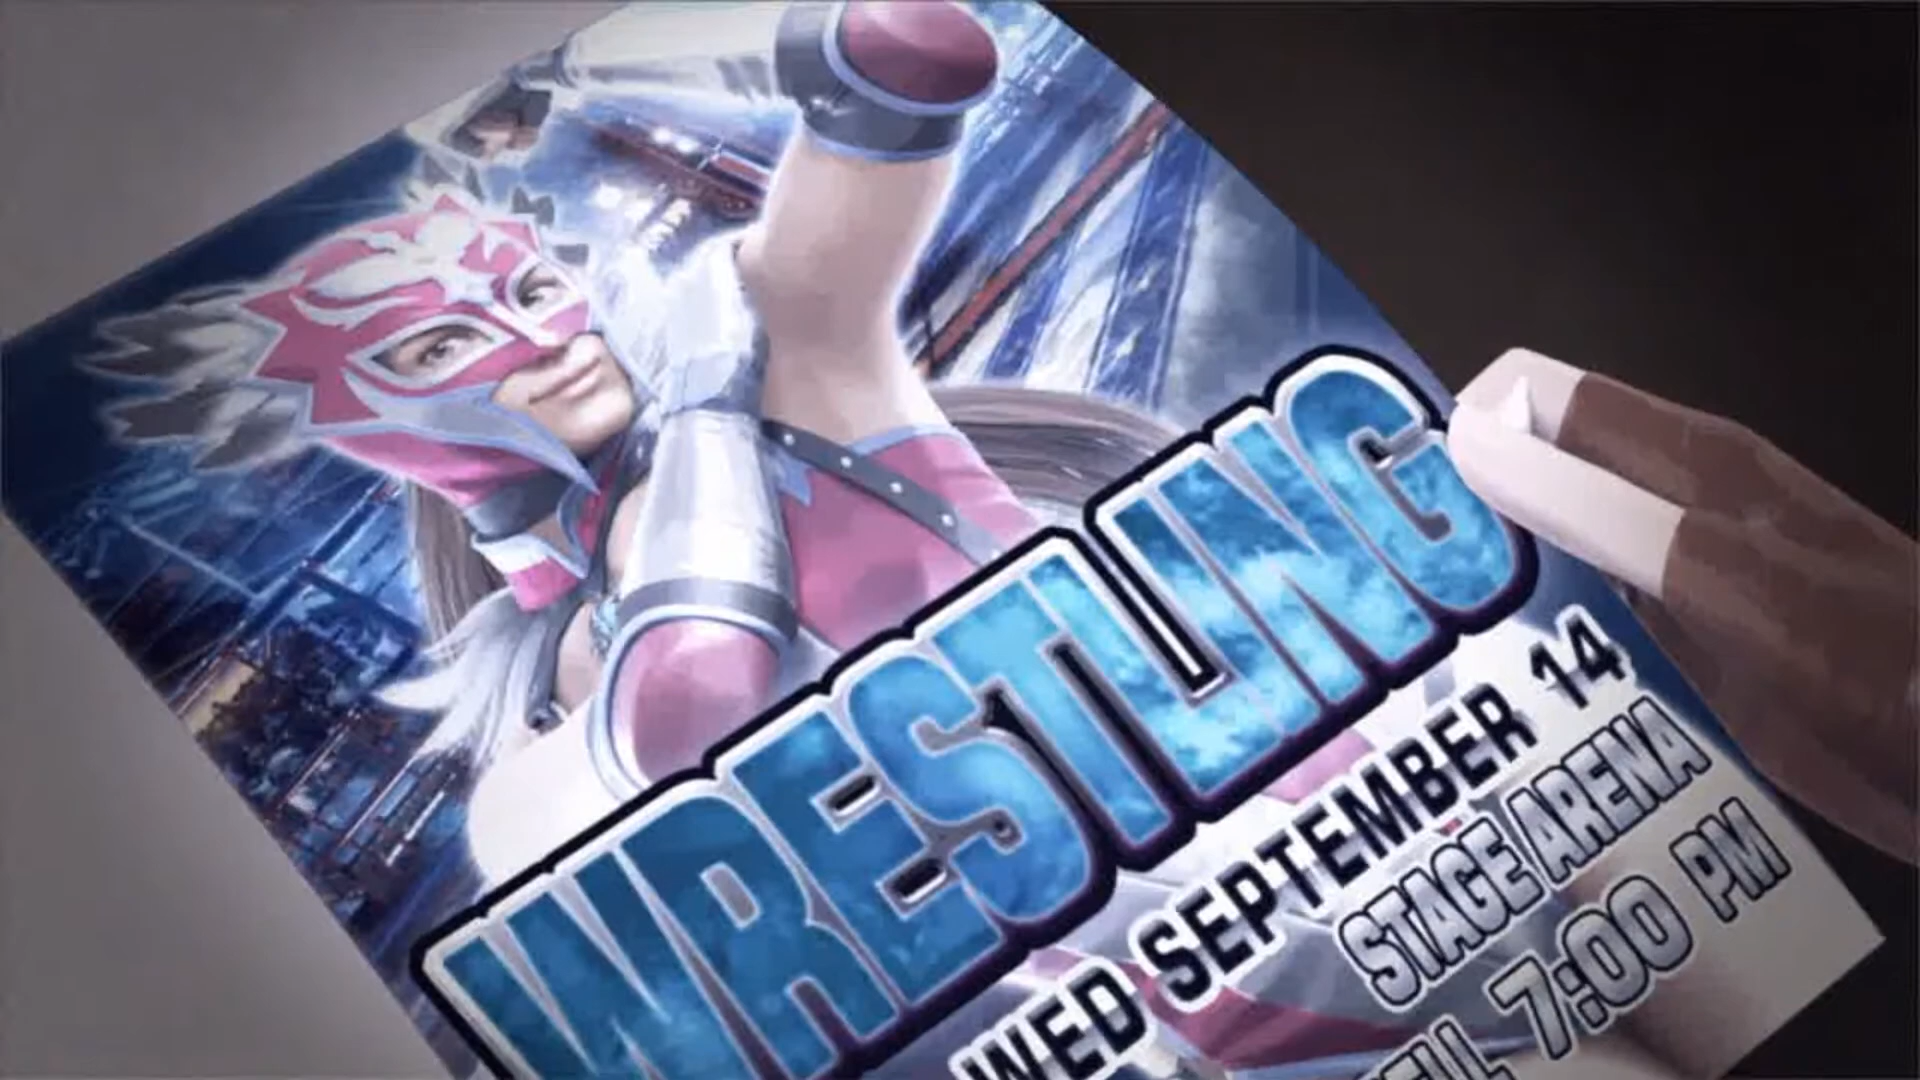 WRESTLING
WED SEPTEMBER 14
STAGE ARENA
7:00 PM